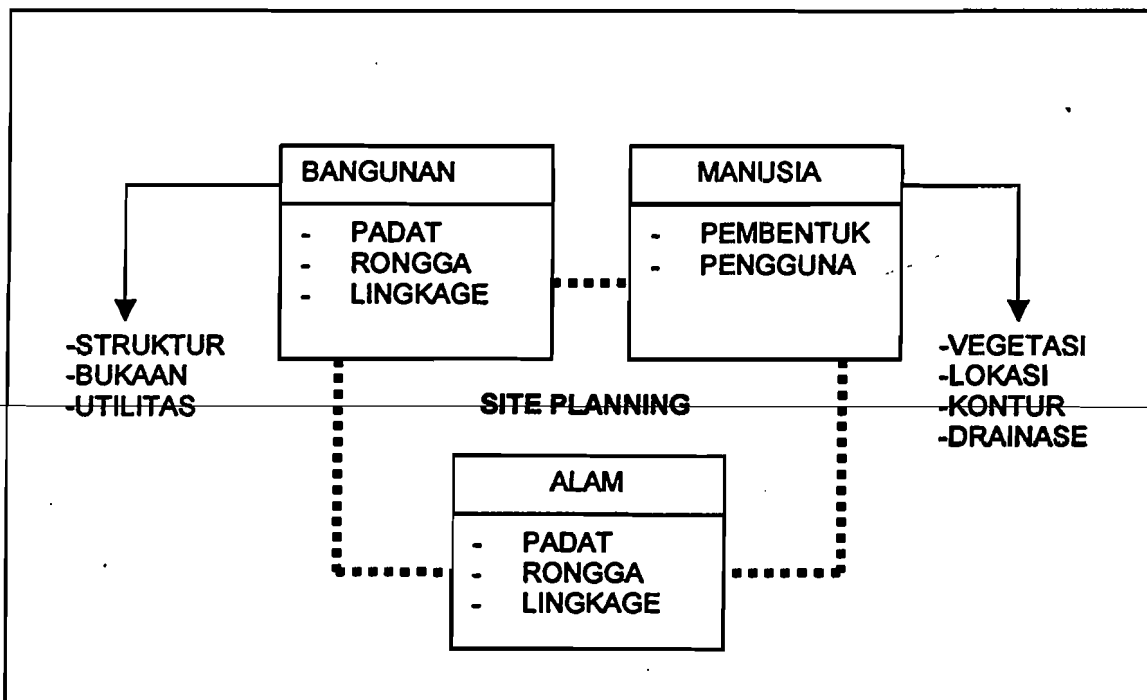 BANGUNAN
- PADAT
- RONGGA
- LINGKAGE
MANUSIA
- PEMBENTUK
- PENGGUNA
-STRUKTUR
-BUKAAN
-UTILITAS
-VEGETASI
-LOKASI
-KONTUR
-DRAINASE
SITE PLANNING
ALAM
- PADAT
- RONGGA
- LINGKAGE